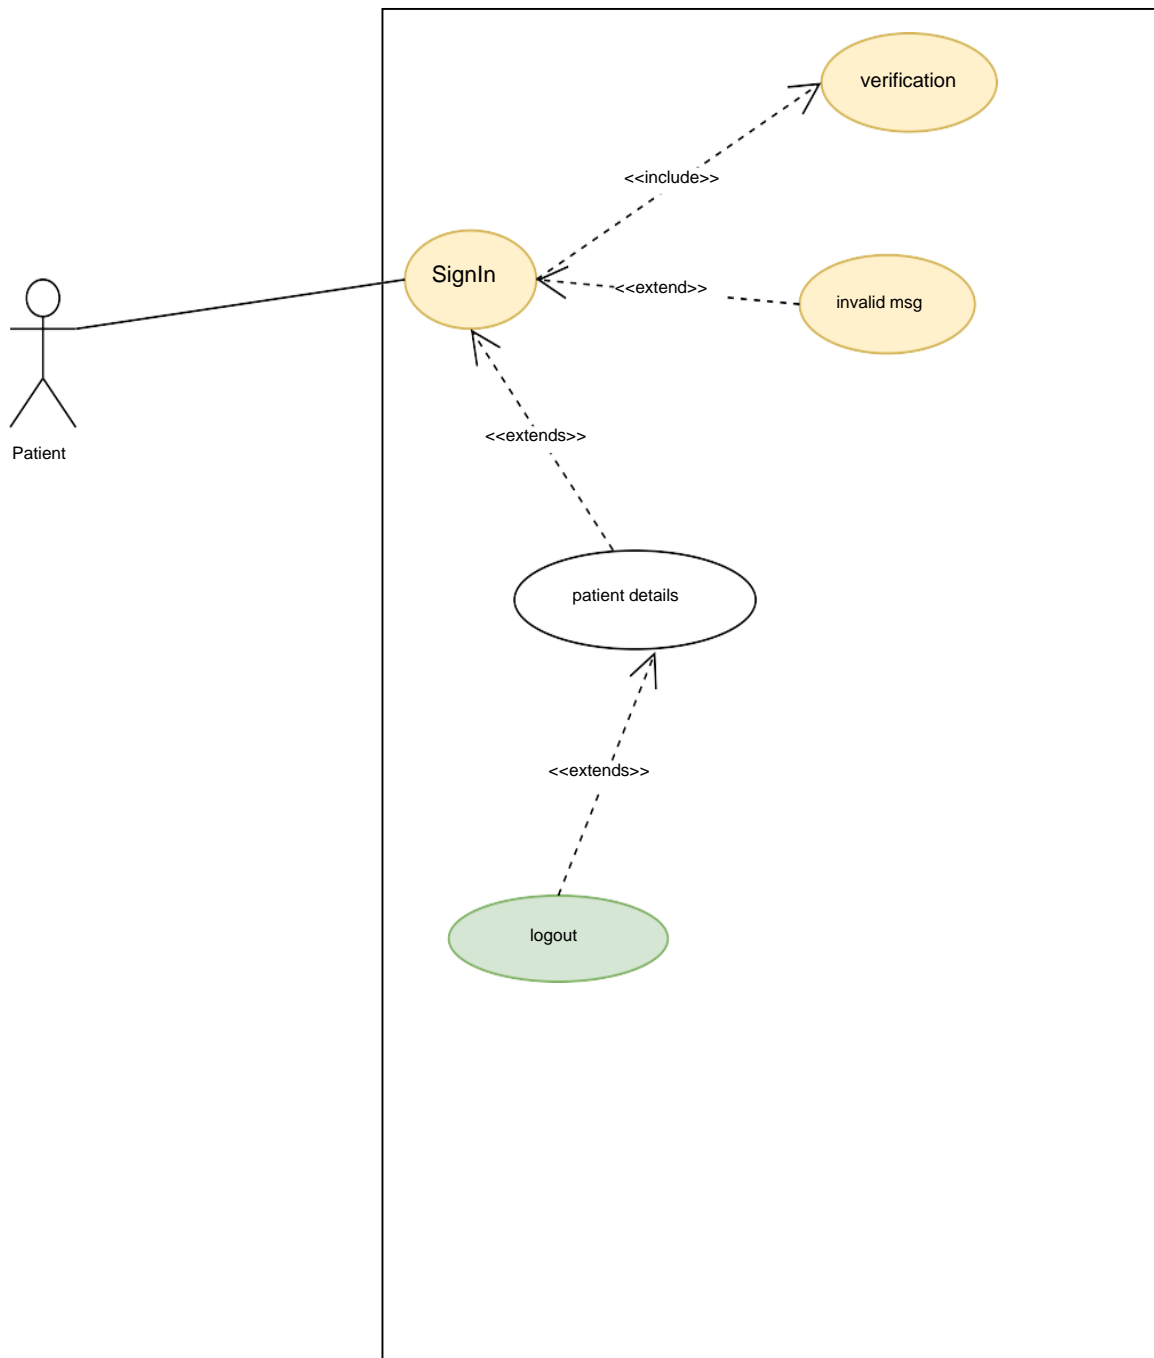 verification
<<include>>
SignIn
<<extend>>
invalid msg
Patient
<<extends>>
patient details
<<extends>>
logout